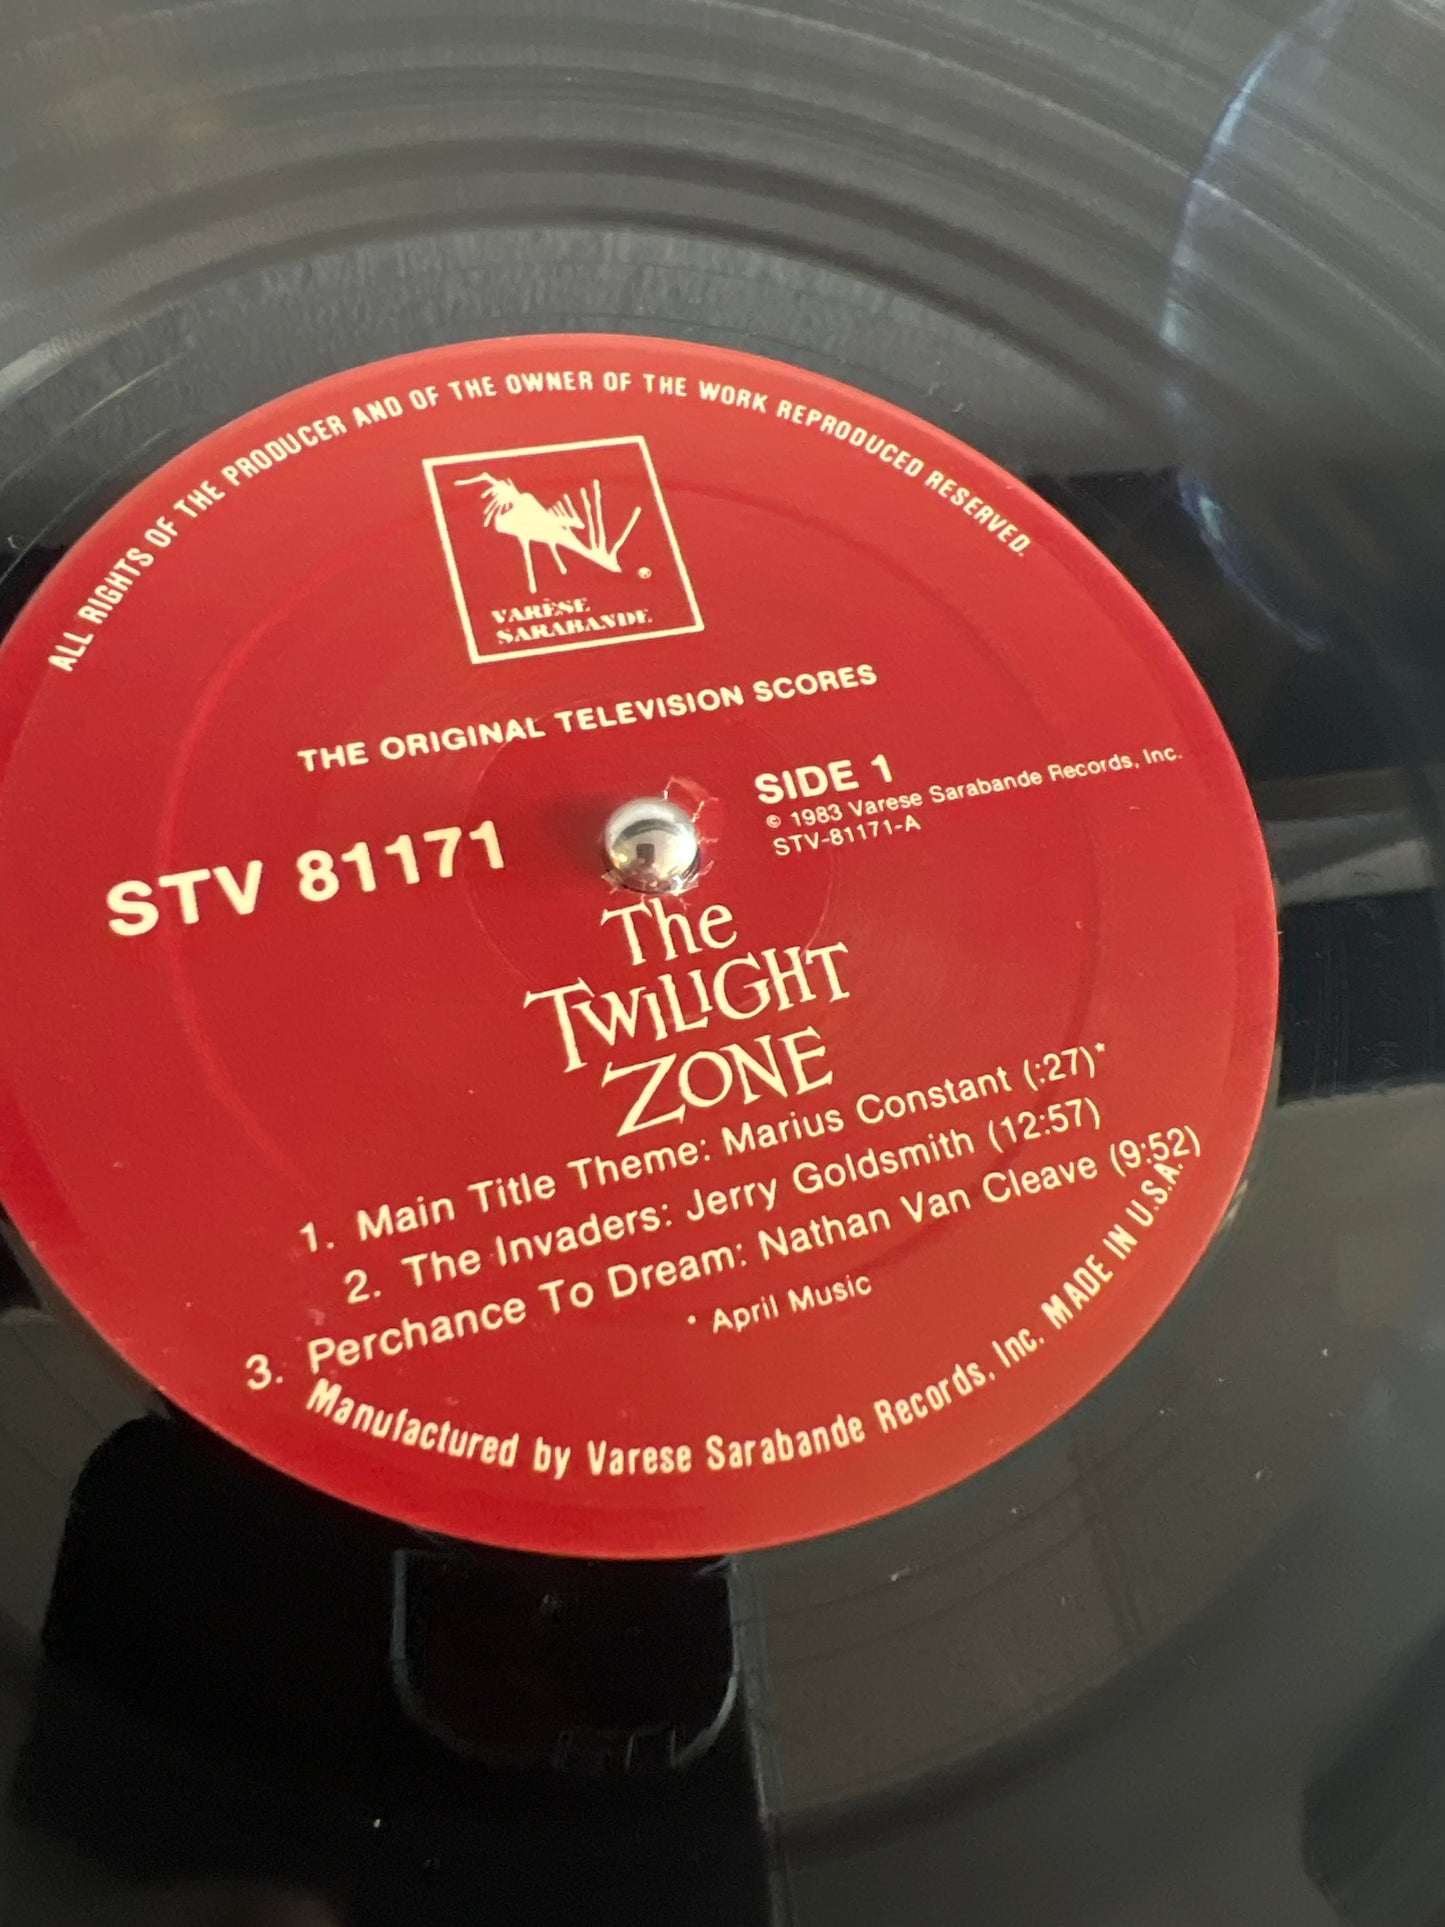 ALL RIGHTS OF THE PRODUCER AND OF THE OWNER OF THE WORK REPRODUCED RESERVED.
®
VARÈSE
SARABANDE
THE ORIGINAL TELEVISION SCORES
STV 81171
SIDE 1
© 1983 Varese Sarabande Records, Inc.
STV-81171-A
The
TWILIGHT
ZONE
1. Main Title Theme: Marius Constant (:27)*
2. The Invaders: Jerry Goldsmith (12:57)
3. Perchance To Dream: Nathan Van Cleave (9:52)
* April Music
Manufactured by Varese Sarabande Records, Inc. MADE IN U.S.A.